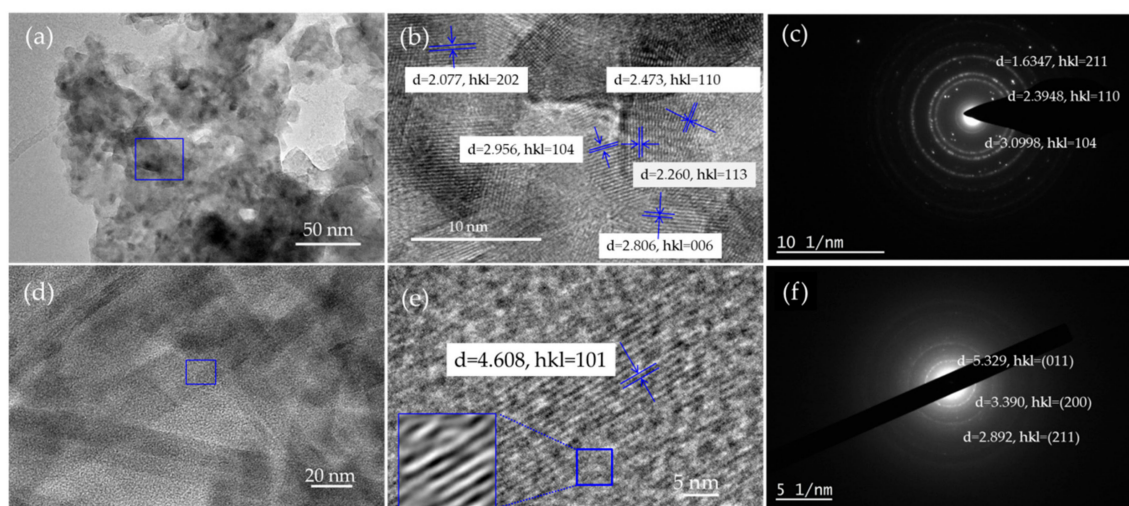 (a)
50 nm
(b)
d=2.077, hkl=202
d=2.473, hkl=110
d=2.956, hkl=104
d=2.260, hkl=113
d=2.806, hkl=006
10 nm
(c)
d=1.6347, hkl=211
d=2.3948, hkl=110
d=3.0998, hkl=104
10 1/nm
(d)
20 nm
(e)
d=4.608, hkl=101
5 nm
(f)
d=5.329, hkl=(011)
d=3.390, hkl=(200)
d=2.892, hkl=(211)
5 1/nm